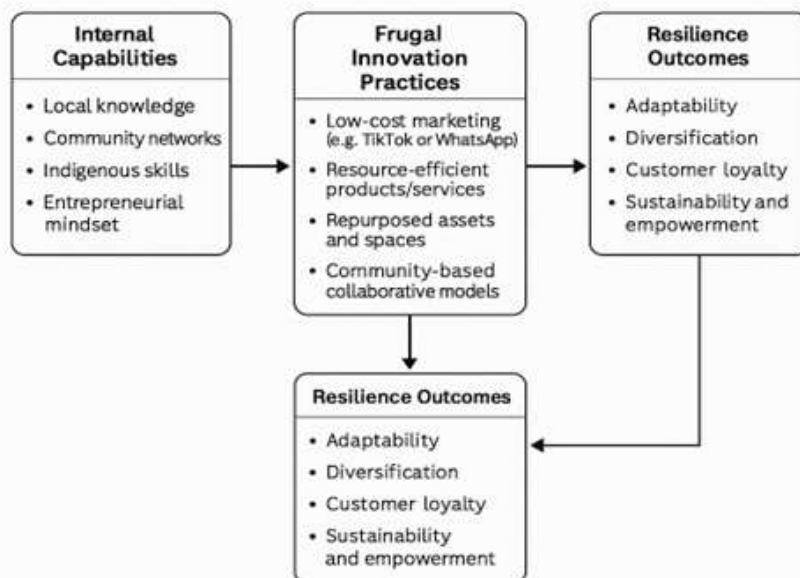 Internal
Capabilities
• Local knowledge
• Community networks
• Indigenous skills
• Entrepreneurial
mindset
Frugal
Innovation
Practices
• Low-cost marketing
(e.g. TikTok or WhatsApp)
• Resource-efficient
products/services
• Repurposed assets
and spaces
• Community-based
collaborative models
Resilience
Outcomes
• Adaptability
• Diversification
• Customer loyalty
• Sustainability and
empowerment
Resilience Outcomes
• Adaptability
• Diversification
• Customer loyalty
• Sustainability
and empowerment